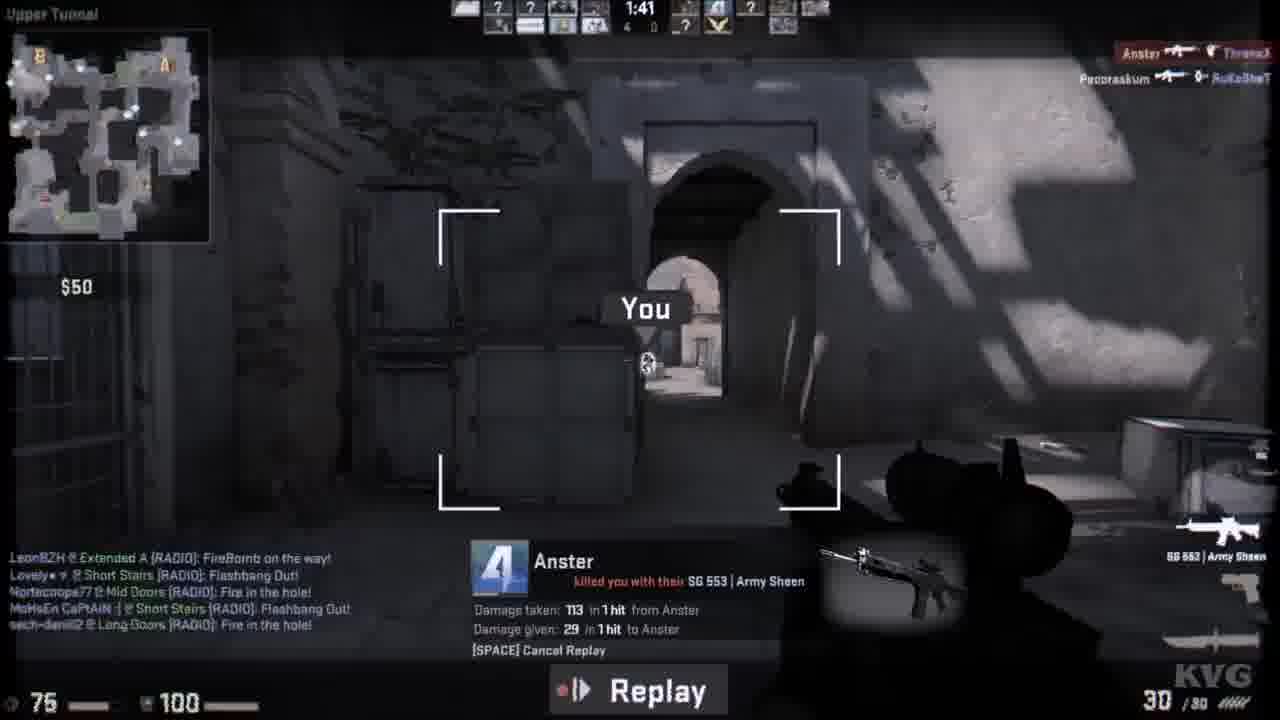 Upper Tunnel
B
A
? ? 1:41 4 ?
4 0
?
Anster
Pecoraskum
$50
You
LeonBZH @ Extended A (RADIO): FireBomb on the way!
Short Stairs (RADIO): Flashbang Out!
Mid Doors (RADIO): Fire in the hole!
Short Stairs (RADIO): Flashbang Out!
Long Doors (RADIO): Fire in the hole!
4 Anster
killed you with their SG 553 | Army Sheen
Damage taken: 113 in 1 hit from Anster
Damage given: 29 in 1 hit to Anster
[SPACE] Cancel Replay
Replay
SG 553 | Army Sheen
KVG
76 100
30 / 30